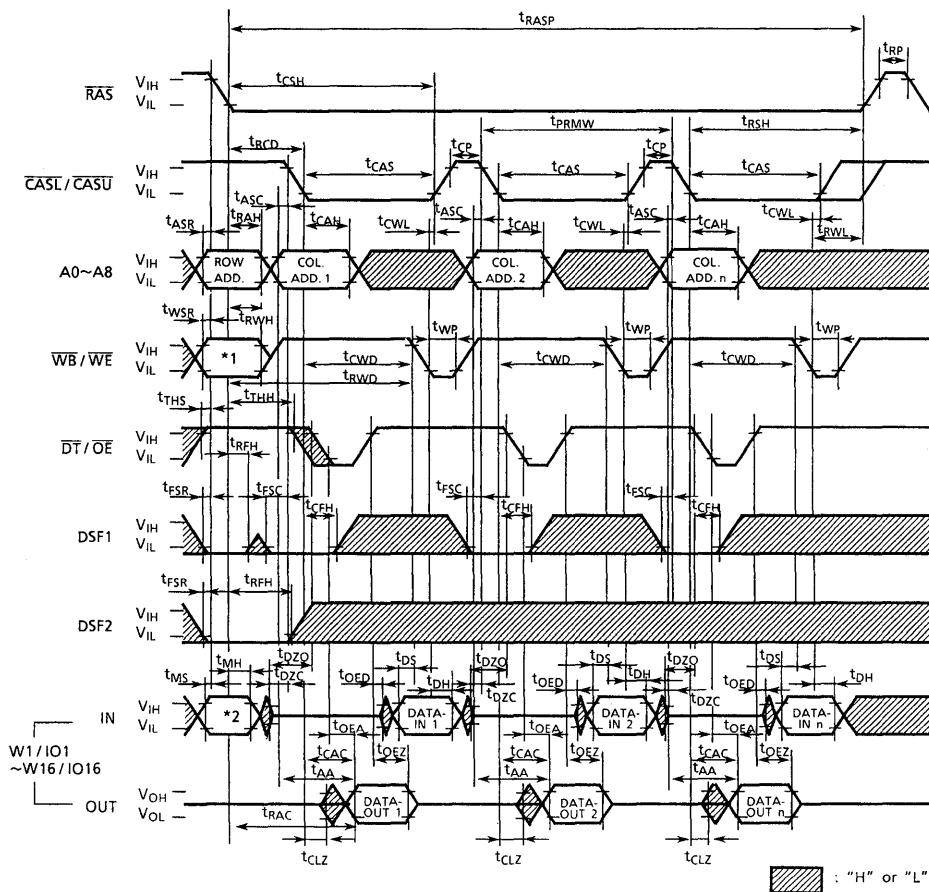 tRASP
tRP
tCSH
RAS
VIH
VIL
tPRMW
tRSH
tRCD
tCP
tCP
tCAS
tCAS
tCAS
CASL / CASU
VIH
VIL
tASC
tASR
tRAH
tCAH
tCWL
tASC
tCAH
tCWL
tASC
tCAH
tCWL
tRWL
A0~A8
VIH
VIL
ROW ADD.
COL. ADD. 1
COL. ADD. 2
COL. ADD. n
tWSR
tRWH
tWP
tWP
tWP
WB / WE
VIH
VIL
*1
tCWD
tCWD
tCWD
tRWD
tTHS
tTHH
DT / OE
VIH
VIL
tRFH
tFSR
tFSC
tCFH
tFSC
tCFH
tFSC
tCFH
DSF1
VIH
VIL
tFSR
tRFH
DSF2
VIH
VIL
tMS
tMH
tDZO
tDZC
tOED
tDS
tDH
tDZO
tDZC
tOED
tDS
tDH
tDZO
tDZC
tOED
tDS
tDH
IN
VIH
VIL
*2
DATA-IN 1
DATA-IN 2
DATA-IN n
W1 / IO1
~W16 / IO16
tOEA
tOEA
tOEA
tCAC
tOEZ
tCAC
tOEZ
tCAC
tOEZ
tAA
tAA
tAA
OUT
VOH
VOL
DATA-OUT 1
DATA-OUT 2
DATA-OUT n
tRAC
tCLZ
tCLZ
tCLZ
: "H" or "L"